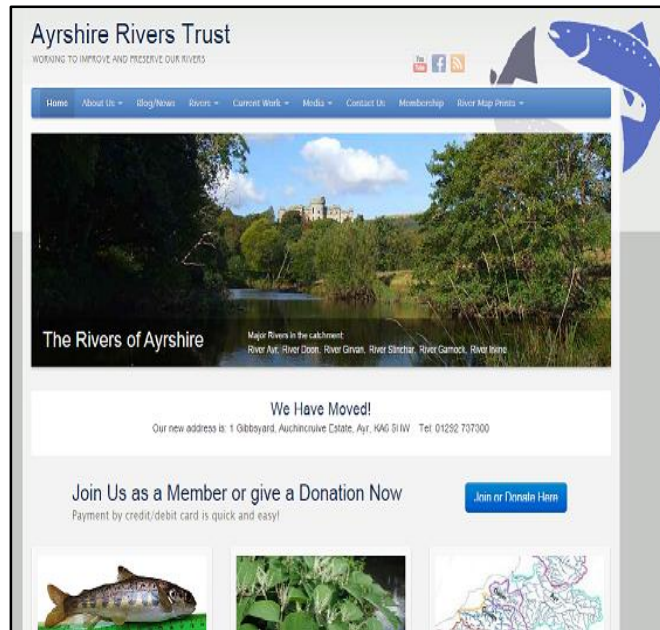 Ayrshire Rivers Trust
WORKING TO IMPROVE AND PRESERVE OUR RIVERS
You
Tube
Home About Us Blog/News Rivers Current Work Media Contact Us Membership River Map Prints
The Rivers of Ayrshire
Major Rivers in the catchment:
River Ayr, River Doon, River Girvan, River Stinchar, River Garnock, River Irvine
We Have Moved!
Our new address is: 1 Gibbsyard, Auchincruive Estate, Ayr, KA6 Tel: 01292 737300
Join Us as a Member or give a Donation Now
Join or Donate Here
Payment by credit/debit card is quick and easy!